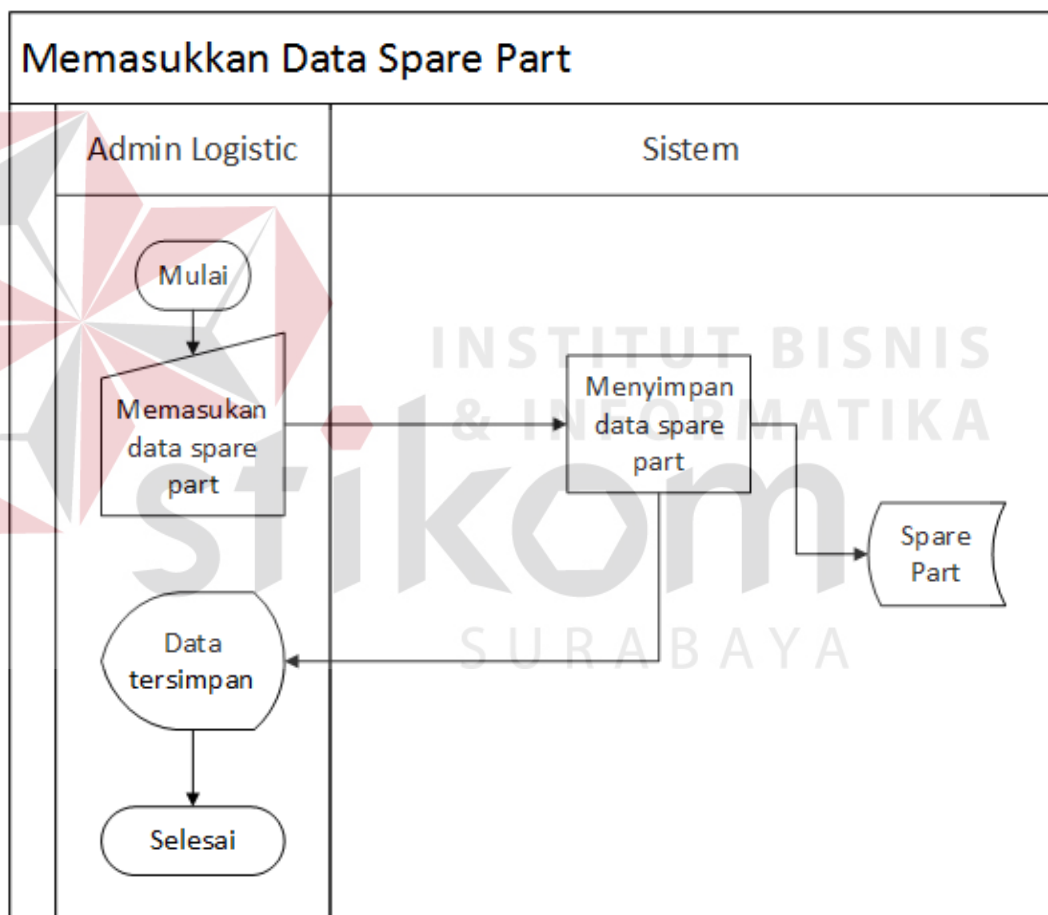 Memasukkan Data Spare Part
Admin Logistic
Sistem
Mulai
Memasukan
data spare
part
Menyimpan
data spare
part
Spare
Part
Data
tersimpan
Selesai
INSTITUT BISNIS
& INFORMATIKA
stikom
SURABAYA